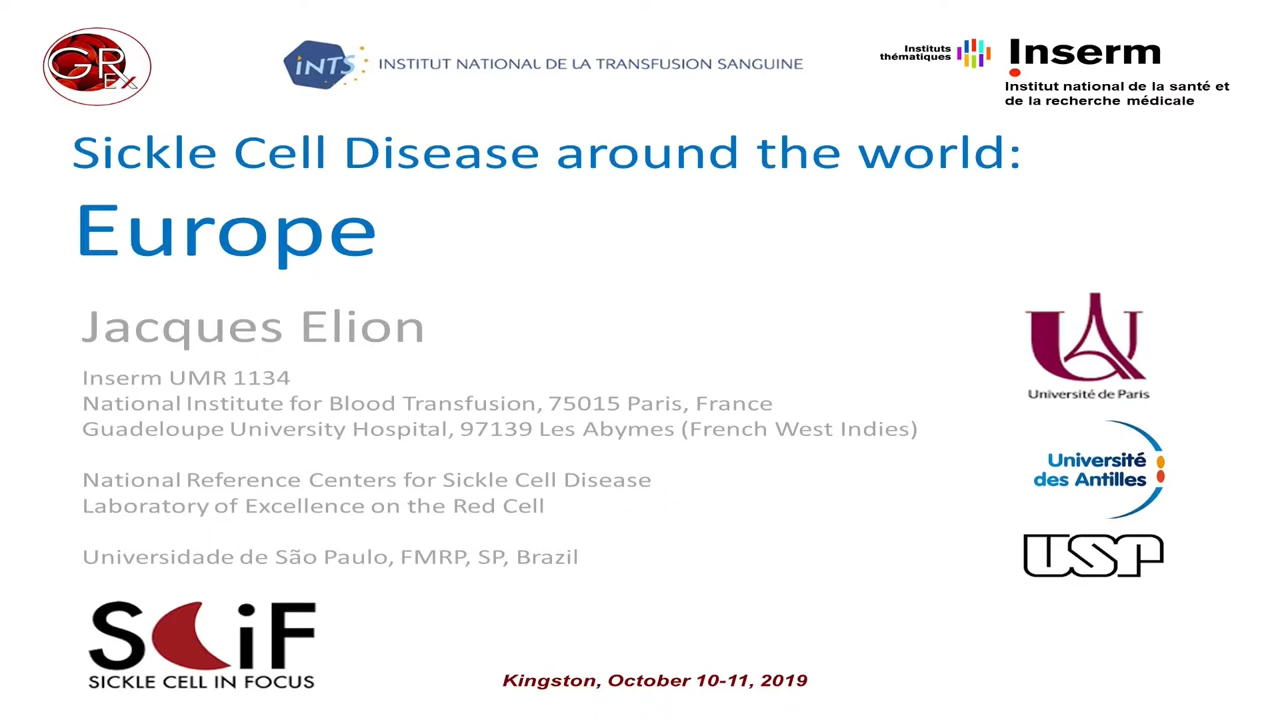 GR
Ex
iNTS
INSTITUT NATIONAL DE LA TRANSFUSION SANGUINE
Instituts
thématiques
Inserm
Institut national de la santé et
de la recherche médicale
Sickle Cell Disease around the world:
Europe
Jacques Elion
Inserm UMR 1134
National Institute for Blood Transfusion, 75015 Paris, France
Guadeloupe University Hospital, 97139 Les Abymes (French West Indies)
National Reference Centers for Sickle Cell Disease
Laboratory of Excellence on the Red Cell
Universidade de São Paulo, FMRP, SP, Brazil
Université de Paris
Université
des Antilles
USP
SCiF
SICKLE CELL IN FOCUS
Kingston, October 10-11, 2019